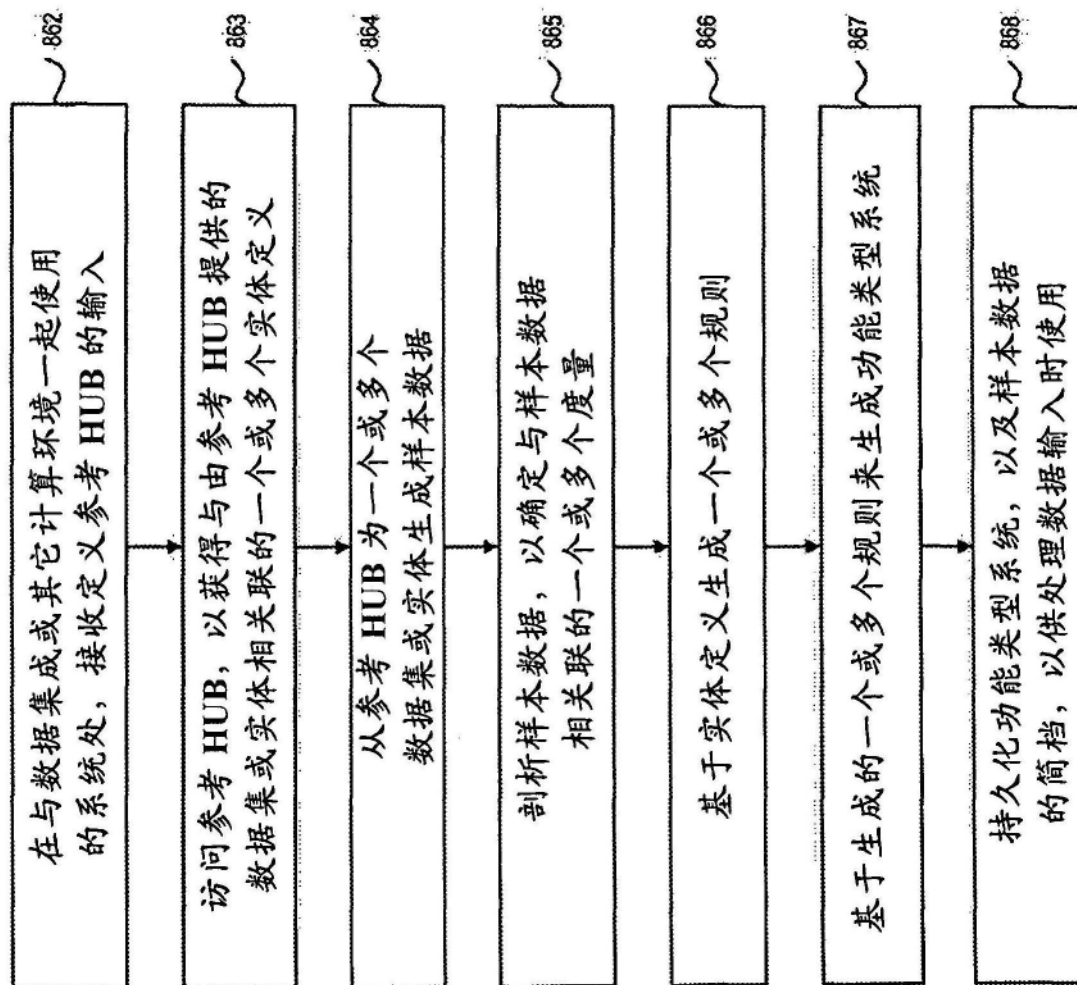 在与数据集成或其它计算环境一起使用
的系统处，接收定义参考 HUB 的输入
862
访问参考 HUB，以获得与由参考 HUB 提供的
数据集或实体相关联的一个或多个实体定义
863
从参考 HUB 为一个或多个
数据集或实体生成样本数据
864
剖析样本数据，以确定与样本数据
相关联的一个或多个度量
865
基于实体定义生成一个或多个规则
866
基于生成的一个或多个规则来生成功能类型系统
867
持久化功能类型系统，以及样本数据
的简档，以供处理数据输入时使用
868